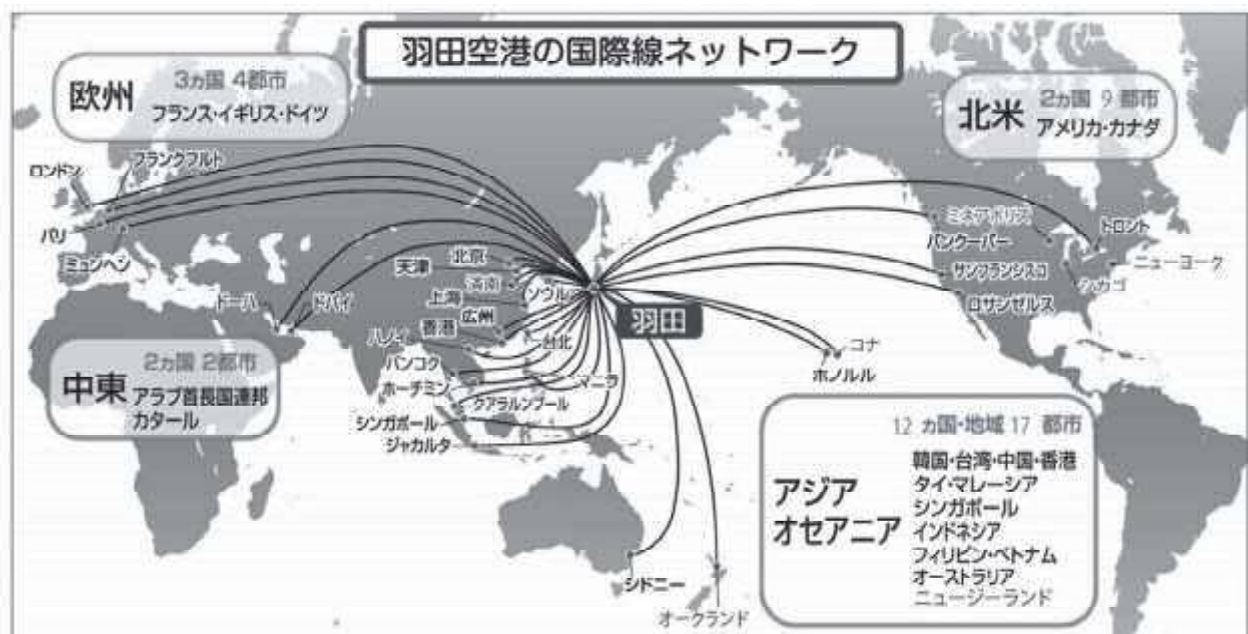 羽田空港の国際線ネットワーク
欧州
3ヵ国 4都市
フランス・イギリス・ドイツ
北米
2ヵ国 9 都市
アメリカ・カナダ
ロンドン
フランクフルト
パリ
ミュンヘン
ドーハ
ドバイ
中東
2ヵ国 2都市
アラブ首長国連邦
カタール
北京
天津
済南
ソウル
上海
広州
香港
台北
ハノイ
バンコク
ホーチミン
マニラ
クアラルンプール
シンガポール
ジャカルタ
羽田
ミネアポリス
バンクーバー
トロント
ニューヨーク
サンフランシスコ
シカゴ
ロサンゼルス
コナ
ホノルル
シドニー
オークランド
アジア
オセアニア
12 ヵ国・地域 17 都市
韓国・台湾・中国・香港
タイ・マレーシア
シンガポール
インドネシア
フィリピン・ベトナム
オーストラリア
ニュージーランド